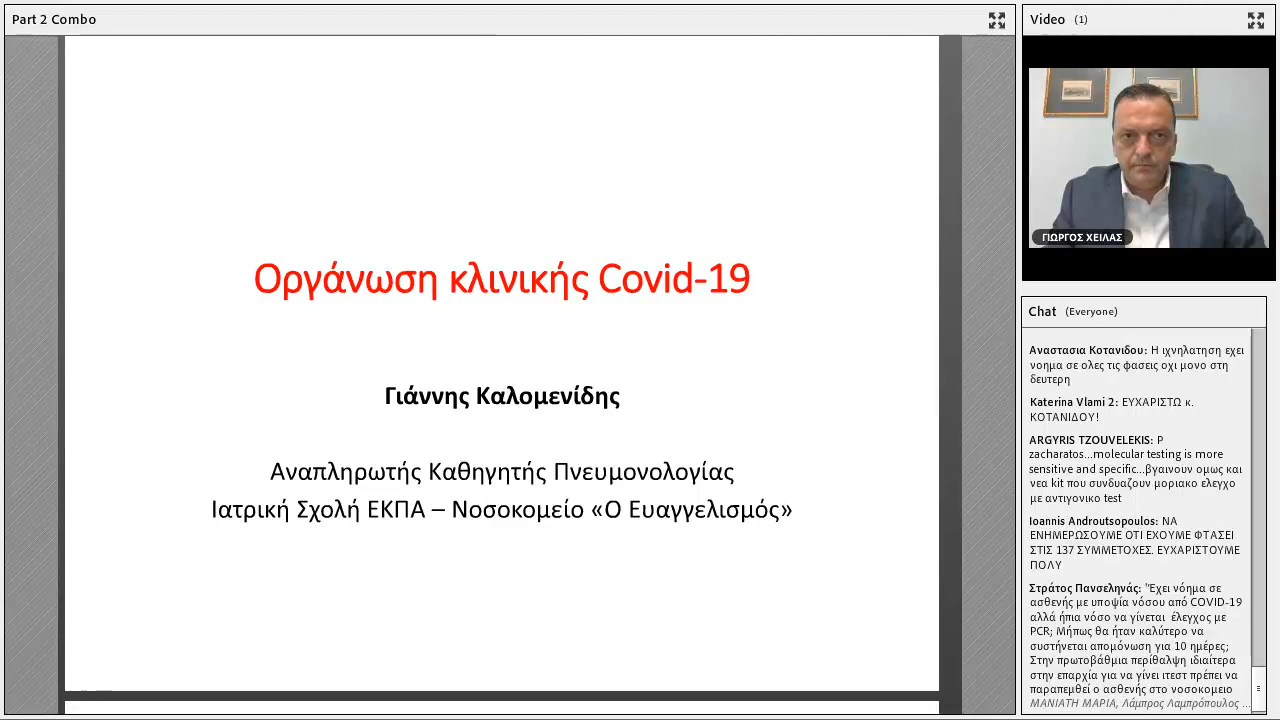 Part 2 Combo
Οργάνωση κλινικής Covid-19
Γιάννης Καλομενίδης
Αναπληρωτής Καθηγητής Πνευμονολογίας
Ιατρική Σχολή ΕΚΠΑ – Νοσοκομείο «Ο Ευαγγελισμός»
Video (1)
ΓΙΩΡΓΟΣ ΧΕΙΛΑΣ
Chat (Everyone)
Αναστασια Κοτανιδου: Η ιχνηλατηση εχει
νοημα σε ολες τις φασεις οχι μονο στη
δευτερη
Katerina Vlami 2: ΕΥΧΑΡΙΣΤΩ κ.
ΚΟΤΑΝΙΔΟΥ!
ARGYRIS TZOUVELEKIS: P
zacharatos...molecular testing is more
sensitive and specific...βγαινουν ομως και
νεα kit που συνδυαζουν μοριακο ελεγχο
με αντιγονικο test
Ioannis Androutsopoulos: ΝΑ
ΕΝΗΜΕΡΩΣΟΥΜΕ ΟΤΙ ΕΧΟΥΜΕ ΦΤΑΣΕΙ
ΣΤΙΣ 137 ΣΥΜΜΕΤΟΧΕΣ. ΕΥΧΑΡΙΣΤΟΥΜΕ
ΠΟΛΥ
Στράτος Πανσεληνάς: "Εχει νόημα σε
ασθενής με υποψία νόσου από COVID-19
αλλά ήπια νόσο να γίνεται έλεγχος με
PCR; Μήπως θα ήταν καλύτερο να
συστήνεται απομόνωση για 10 ημέρες;
Στην πρωτοβάθμια περίθαλψη ιδιαίτερα
στην επαρχία για να γίνει ιτεστ πρέπει να
παραπεμθεί ο ασθενής στο νοσοκομειο
ΜΑΝΙΑΤΗ ΜΑΡΙΑ, Λάμπρος Λαμπρόπουλος ...